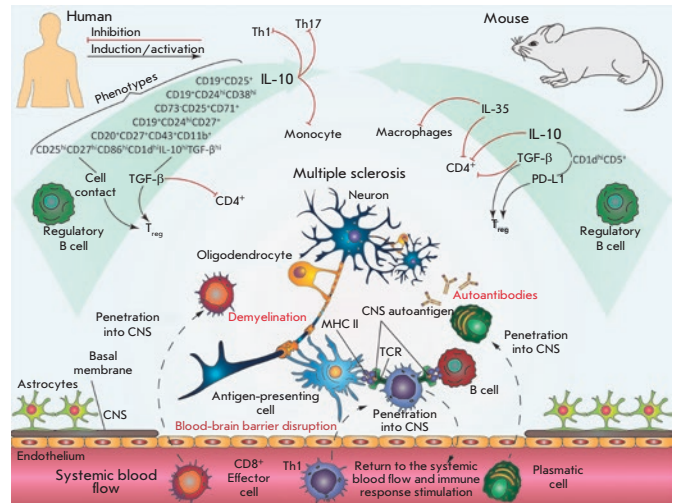 Human
Inhibition
Induction/activation
Phenotypes
CD19⁺CD25⁺
CD19⁺CD24ʰⁱCD38ʰⁱ
CD73⁻CD25⁺CD71⁺
CD19⁺CD24ʰⁱCD27⁺
CD20⁺CD27⁺CD43⁺CD11b⁺
CD25ʰⁱCD27ʰⁱCD86ʰⁱCD1dʰⁱIL-10ʰⁱTGF-βʰⁱ
Cell
contact
TGF-β
CD4⁺
Treg
Regulatory
B cell
Th1
Th17
IL-10
Monocyte
Mouse
IL-35
Macrophages
IL-10
CD4⁺
TGF-β
CD1dʰⁱCD5⁺
PD-L1
Treg
Regulatory
B cell
Multiple sclerosis
Neuron
Oligodendrocyte
Autoantibodies
Demyelination
CNS autoantigen
MHC II
TCR
Penetration
into CNS
Penetration
into CNS
B cell
Antigen-presenting
cell
Penetration
into CNS
Blood-brain barrier disruption
Basal
membrane
Astrocytes
CNS
Endothelium
Systemic blood
flow
CD8⁺
Effector
cell
Th1
Return to the systemic
blood flow and immune
response stimulation
Plasmatic
cell